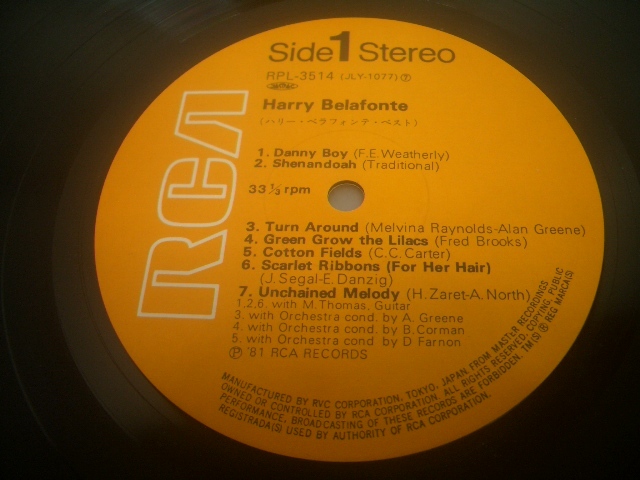 Side 1 Stereo
RPL-3514 (JLY-1077) Ⓟ
RCA
Harry Belafonte
(ハリー・ベラフォンテ・ベスト)
1. Danny Boy (F.E. Weatherly)
2. Shenandoah (Traditional)
33 1/3 rpm
3. Turn Around (Melvina Raynolds-Alan Greene)
4. Green Grow the Lilacs (Fred Brooks)
5. Cotton Fields (C.C. Carter)
6. Scarlet Ribbons (For Her Hair)
(J. Segal-E. Danzig)
7. Unchained Melody (H. Zaret-A. North)
1,2,6. with M. Thomas, Guitar
3. with Orchestra cond. by A. Greene
4. with Orchestra cond. by B. Corman
5. with Orchestra cond. by D Farnon
Ⓟ '81 RCA RECORDS
MANUFACTURED BY RVC CORPORATION, TOKYO, JAPAN, FROM MASTER RECORDINGS
OWNED OR CONTROLLED BY RCA CORPORATION. ALL RIGHTS RESERVED. COPYING, PUBLIC
PERFORMANCE, BROADCASTING OF THESE RECORDS ARE FORBIDDEN. TM(S) ® REG MARCA(S)
REGISTRADA(S) USED BY AUTHORITY OF RCA CORPORATION.